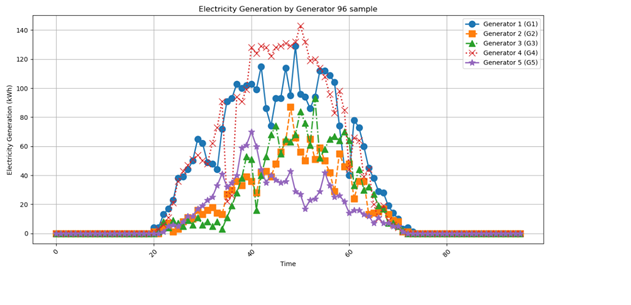 Electricity Generation by Generator 96 sample
Generator 1 (G1)
Generator 2 (G2)
Generator 3 (G3)
Generator 4 (G4)
Generator 5 (G5)
Electricity Generation (kWh)
140
120
100
80
60
40
20
0
0
20
40
60
80
Time